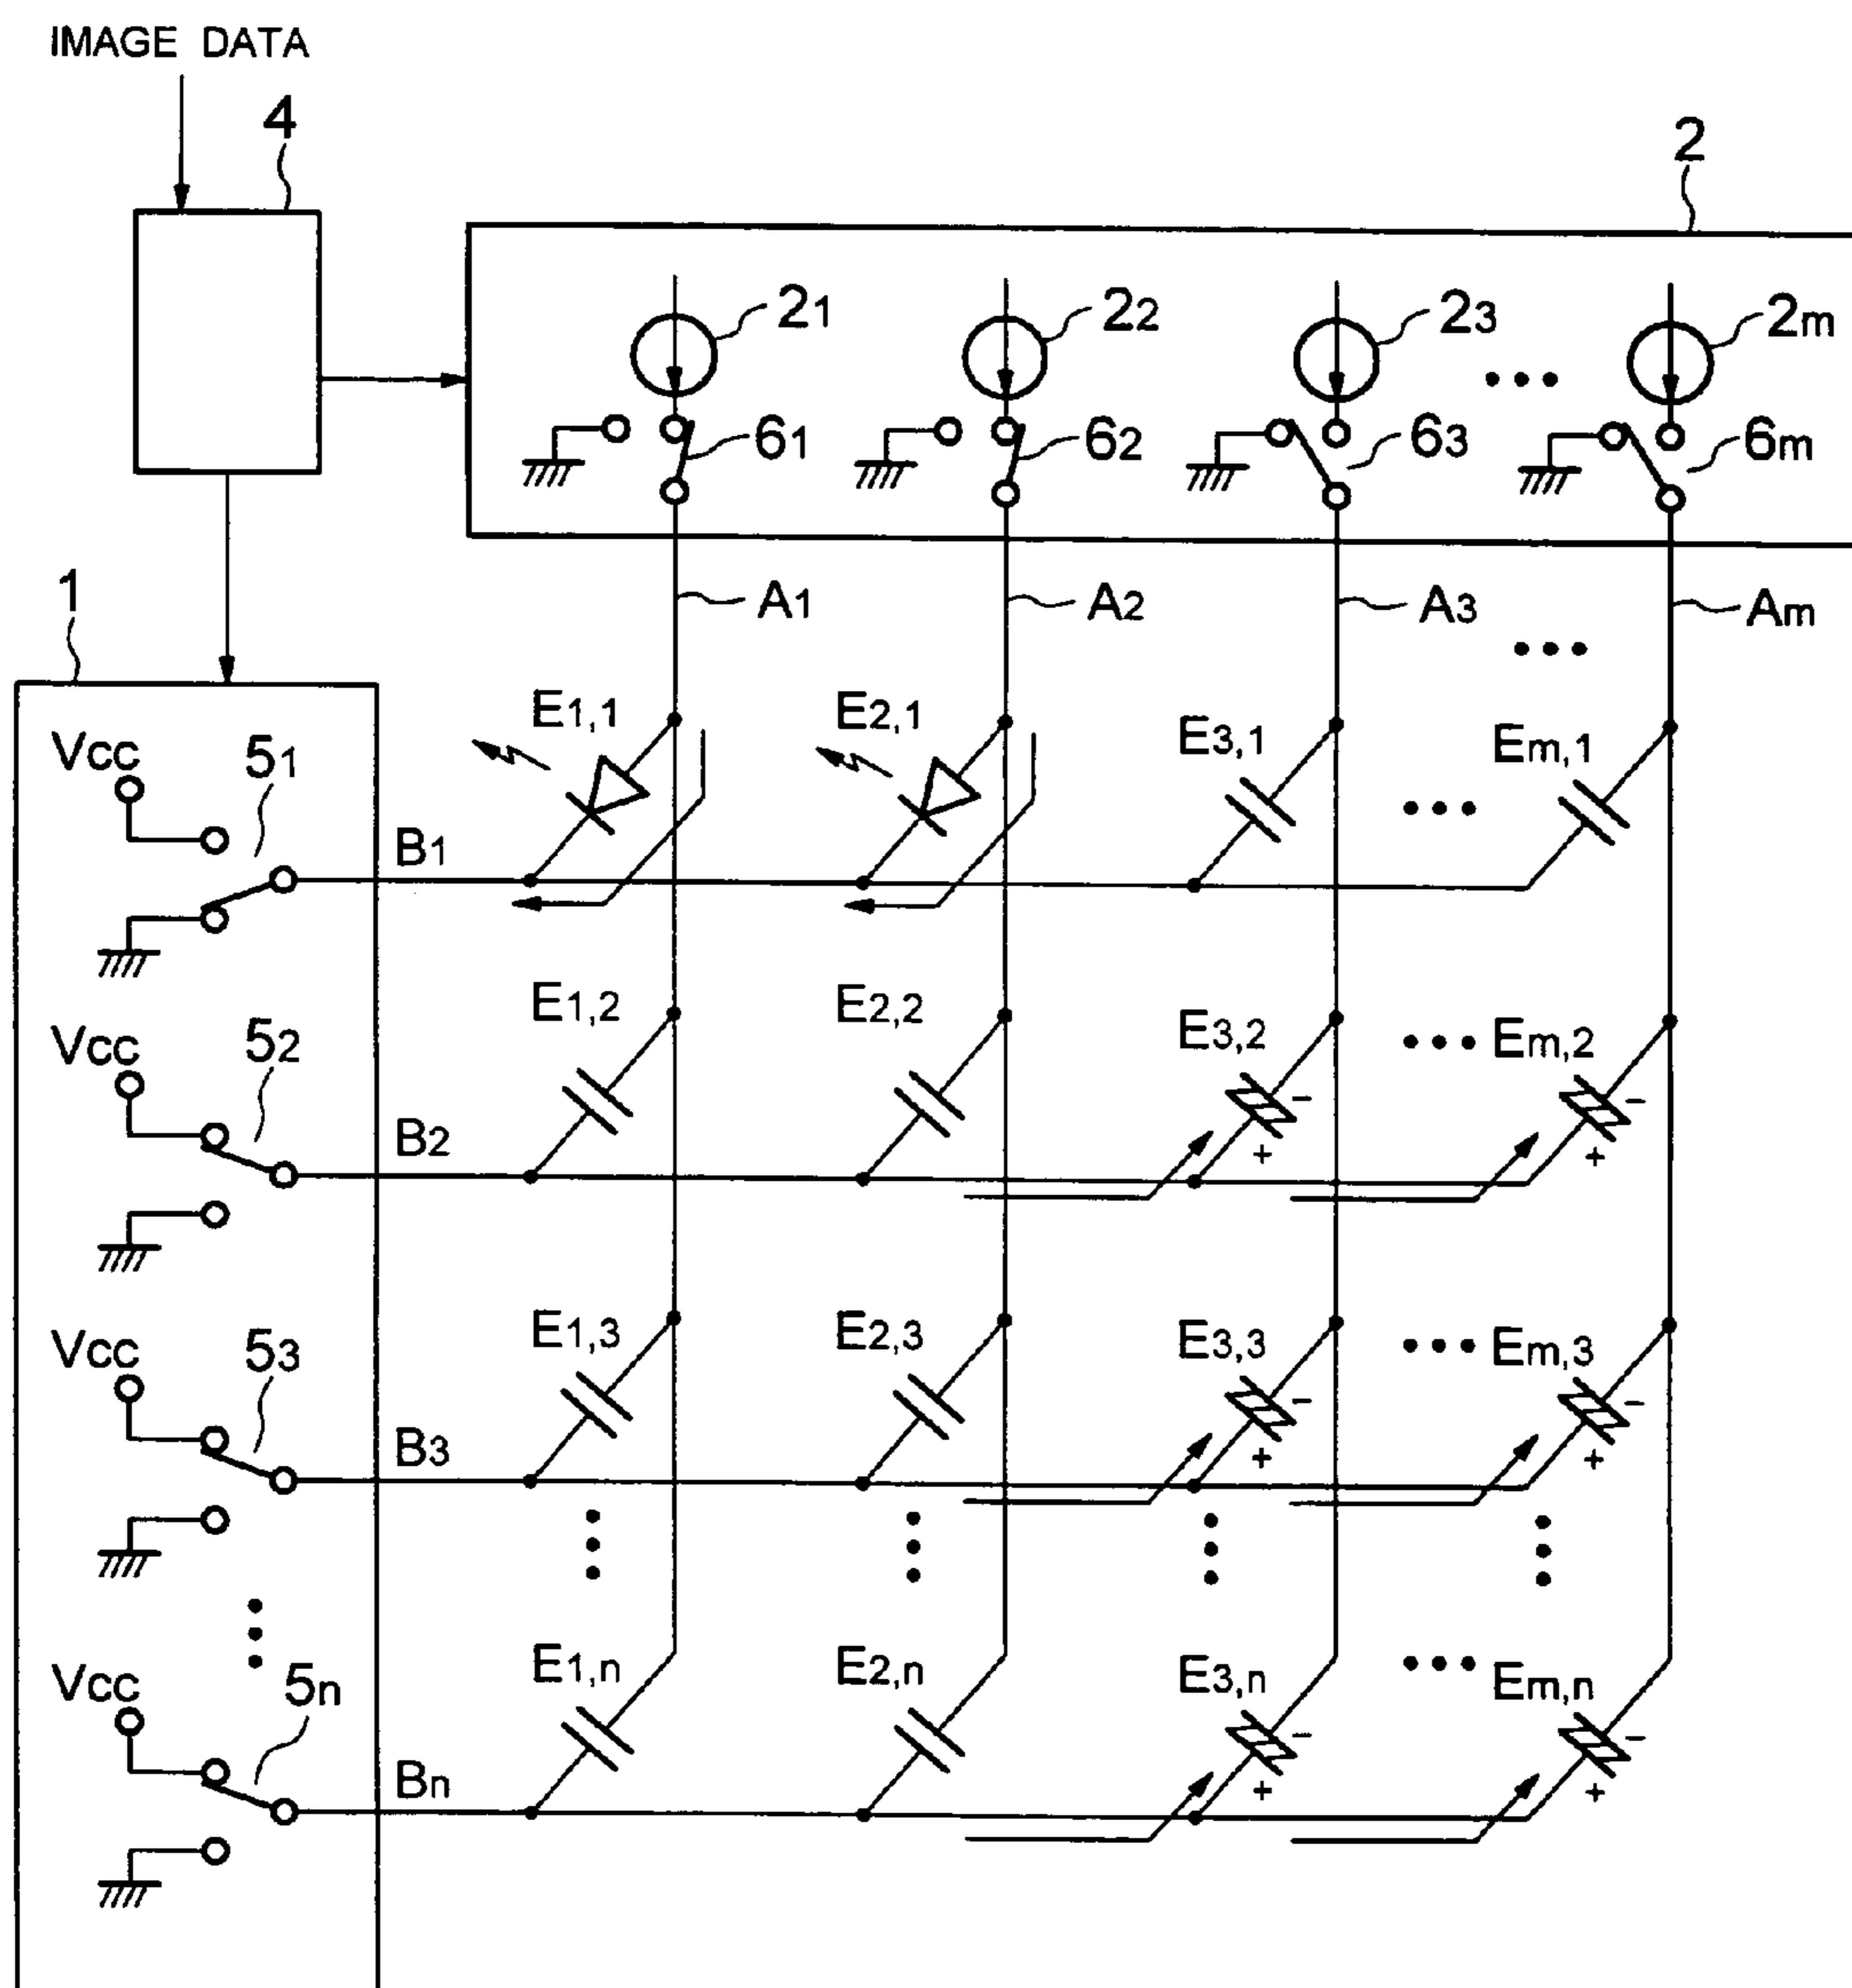 IMAGE DATA
4
2
21 22 23 2m
61 62 63 6m
1
A1 A2 A3 Am
E1,1 E2,1 E3,1 Em,1
Vcc 51
B1
E1,2 E2,2 E3,2 Em,2
Vcc 52
- -
B2
+ +
E1,3 E2,3 E3,3 Em,3
Vcc 53
- -
B3
+ +
E1,n E2,n E3,n Em,n
Vcc 5n
- -
Bn
+ +